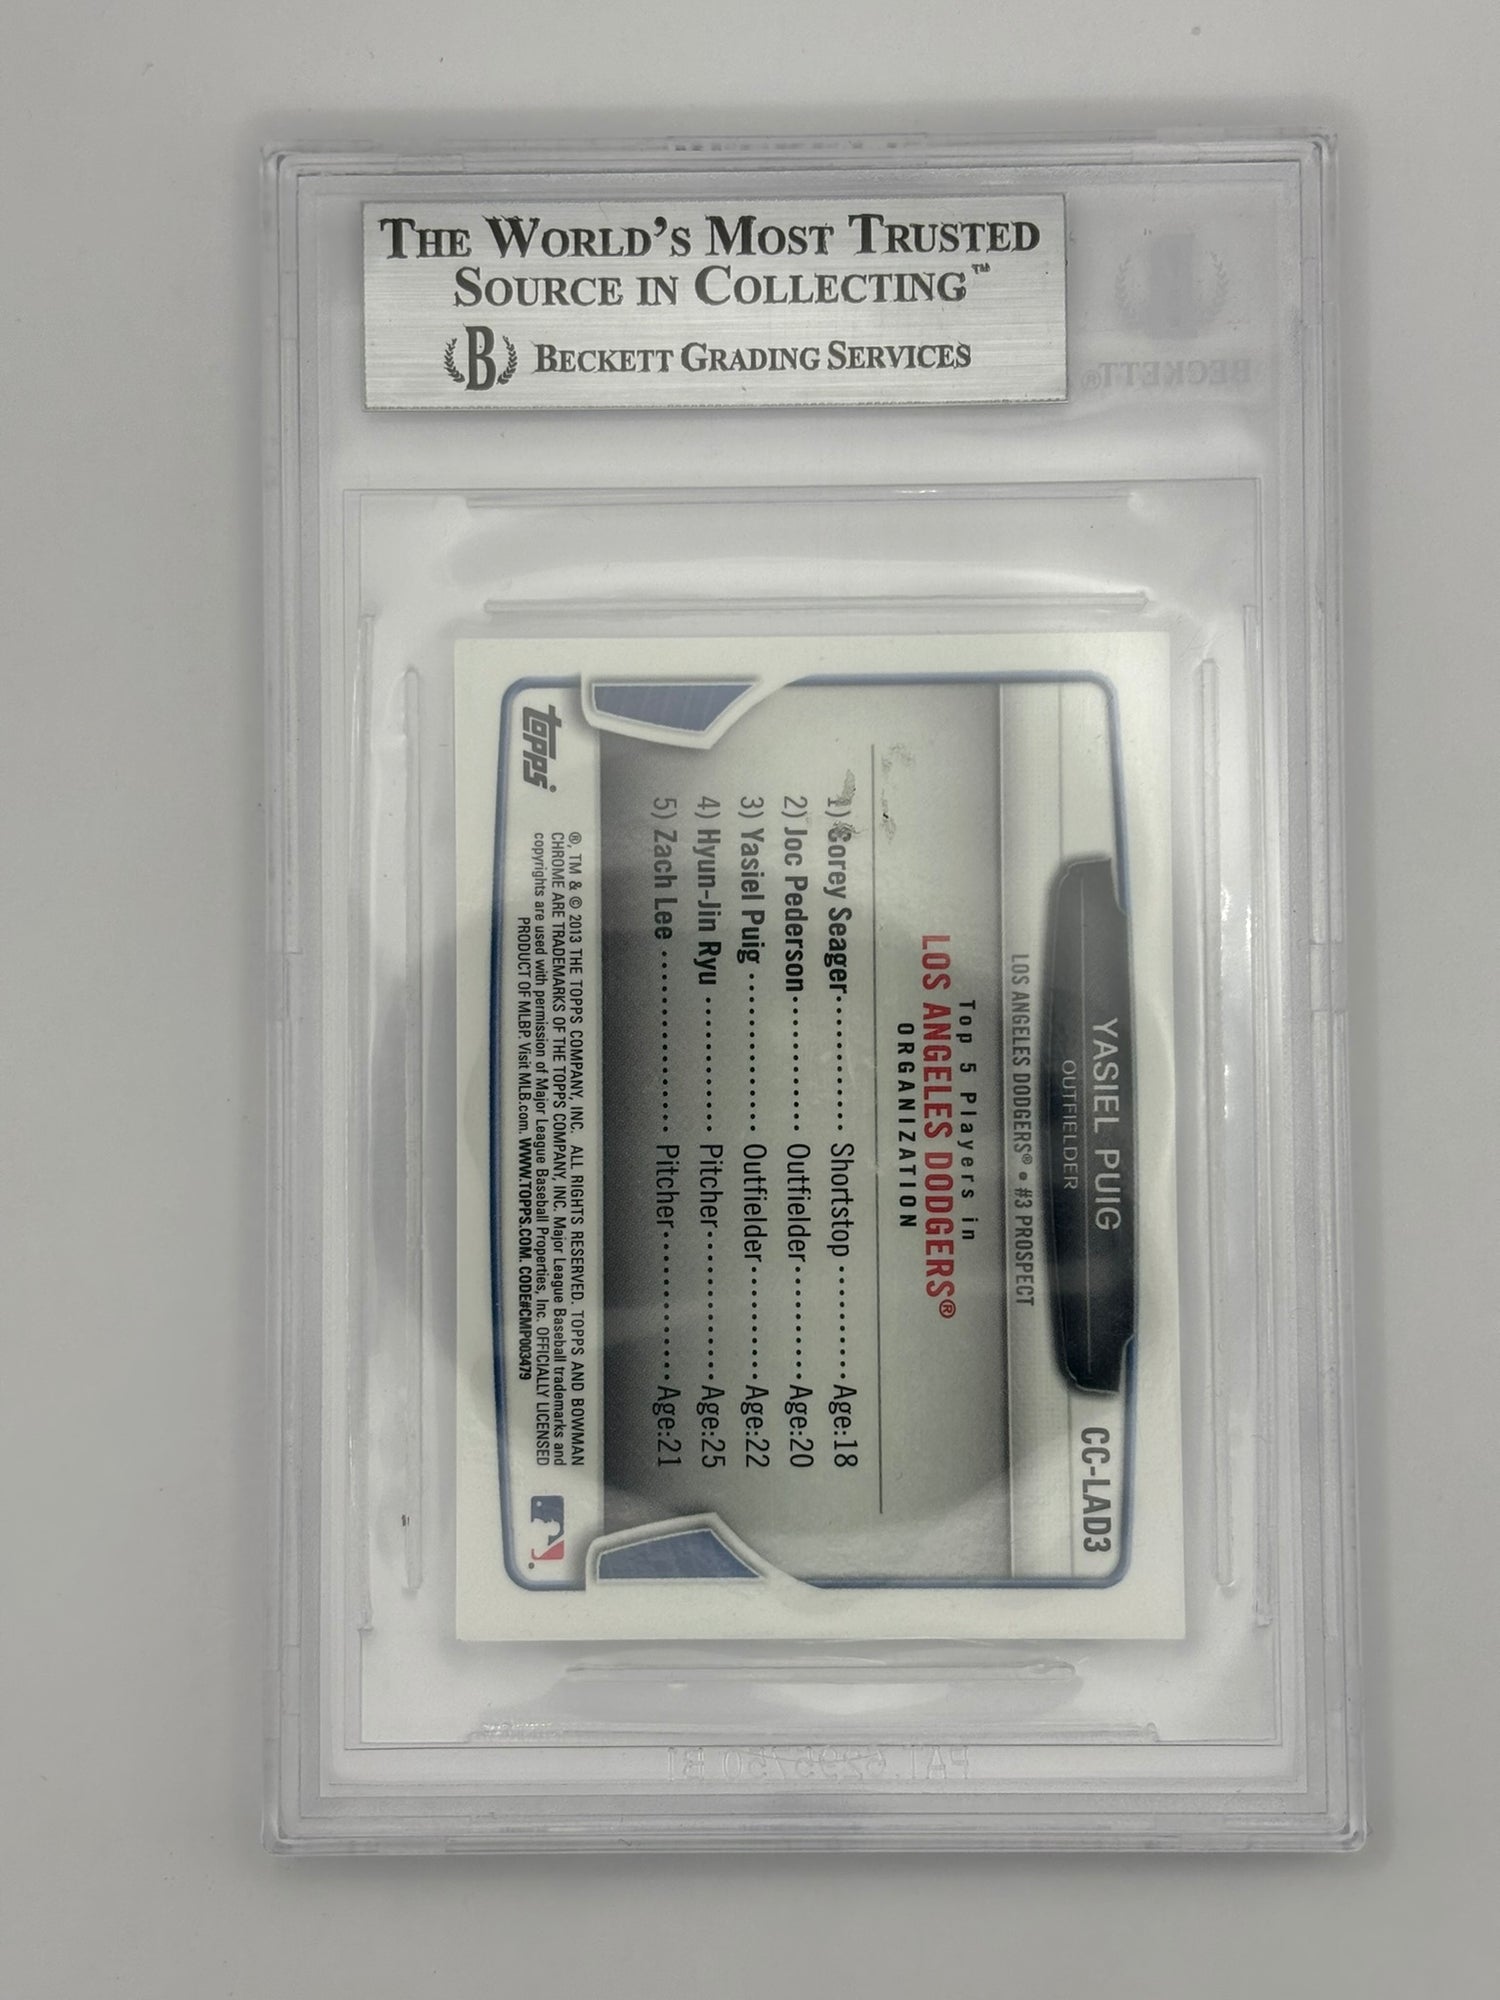 THE WORLD'S MOST TRUSTED
SOURCE IN COLLECTING™
B BECKETT GRADING SERVICES
BECKETT®
YASIEL PUIG
OUTFIELDER
CC-LAD3
LOS ANGELES DODGERS® • #3 PROSPECT
Top 5 Players in
LOS ANGELES DODGERS®
ORGANIZATION
1) Corey Seager........... Shortstop ..........Age:18
2) Joc Pederson........... Outfielder..........Age:20
3) Yasiel Puig ............. Outfielder..........Age:22
4) Hyun-Jin Ryu ........... Pitcher.............Age:25
5) Zach Lee ................ Pitcher.............Age:21
topps®
®, TM & © 2013 THE TOPPS COMPANY, INC. ALL RIGHTS RESERVED. TOPPS AND BOWMAN
CHROME ARE TRADEMARKS OF THE TOPPS COMPANY, INC. Major League Baseball trademarks and
copyrights are used with permission of Major League Baseball Properties, Inc. OFFICIALLY LICENSED
PRODUCT OF MLBP. Visit MLB.com. WWW.TOPPS.COM. CODE#CMP003479